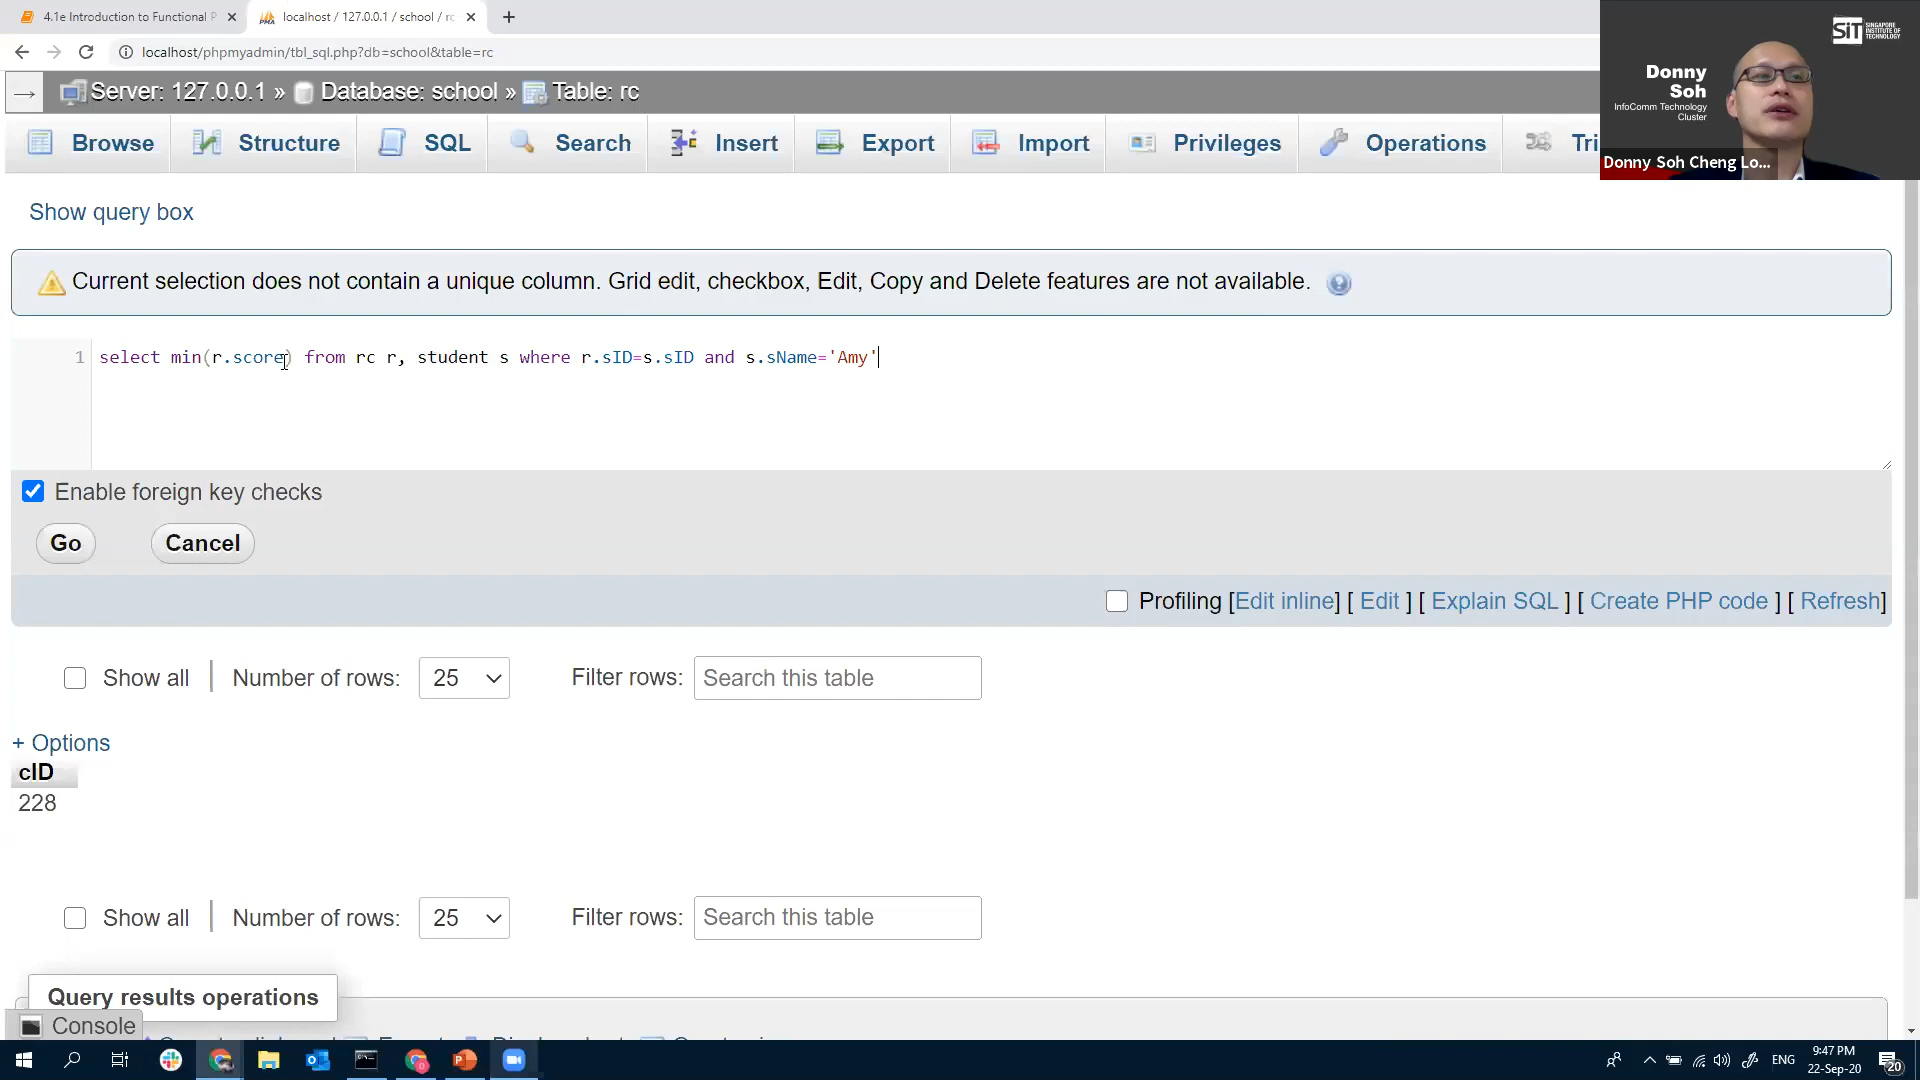 4.1e Introduction to Functional P
localhost / 127.0.0.1 / school / rc
localhost/phpmyadmin/tbl_sql.php?db=school&table=rc
SiT SINGAPORE INSTITUTE OF TECHNOLOGY
Donny
Soh
InfoComm Technology
Cluster
Donny Soh Cheng Lo...
Server: 127.0.0.1 » Database: school » Table: rc
Browse Structure SQL Search Insert Export Import Privileges Operations Tri
Show query box
Current selection does not contain a unique column. Grid edit, checkbox, Edit, Copy and Delete features are not available.
1 select min(r.score) from rc r, student s where r.sID=s.sID and s.sName='Amy'
Enable foreign key checks
Go Cancel
Profiling [Edit inline] [ Edit ] [ Explain SQL ] [ Create PHP code ] [ Refresh]
Show all Number of rows: 25 Filter rows: Search this table
+ Options
cID
228
Show all Number of rows: 25 Filter rows: Search this table
Query results operations
Console
ENG
9:47 PM
22-Sep-20
20